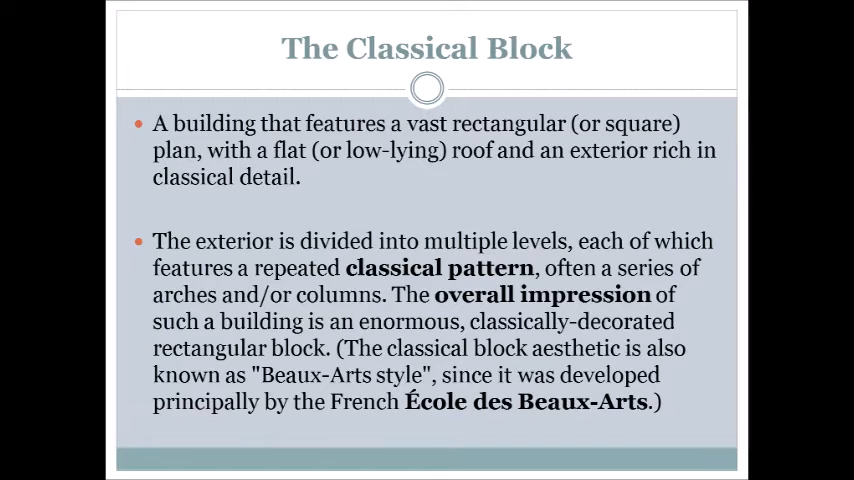 The Classical Block
• A building that features a vast rectangular (or square)
plan, with a flat (or low-lying) roof and an exterior rich in
classical detail.
• The exterior is divided into multiple levels, each of which
features a repeated classical pattern, often a series of
arches and/or columns. The overall impression of
such a building is an enormous, classically-decorated
rectangular block. (The classical block aesthetic is also
known as "Beaux-Arts style", since it was developed
principally by the French École des Beaux-Arts.)